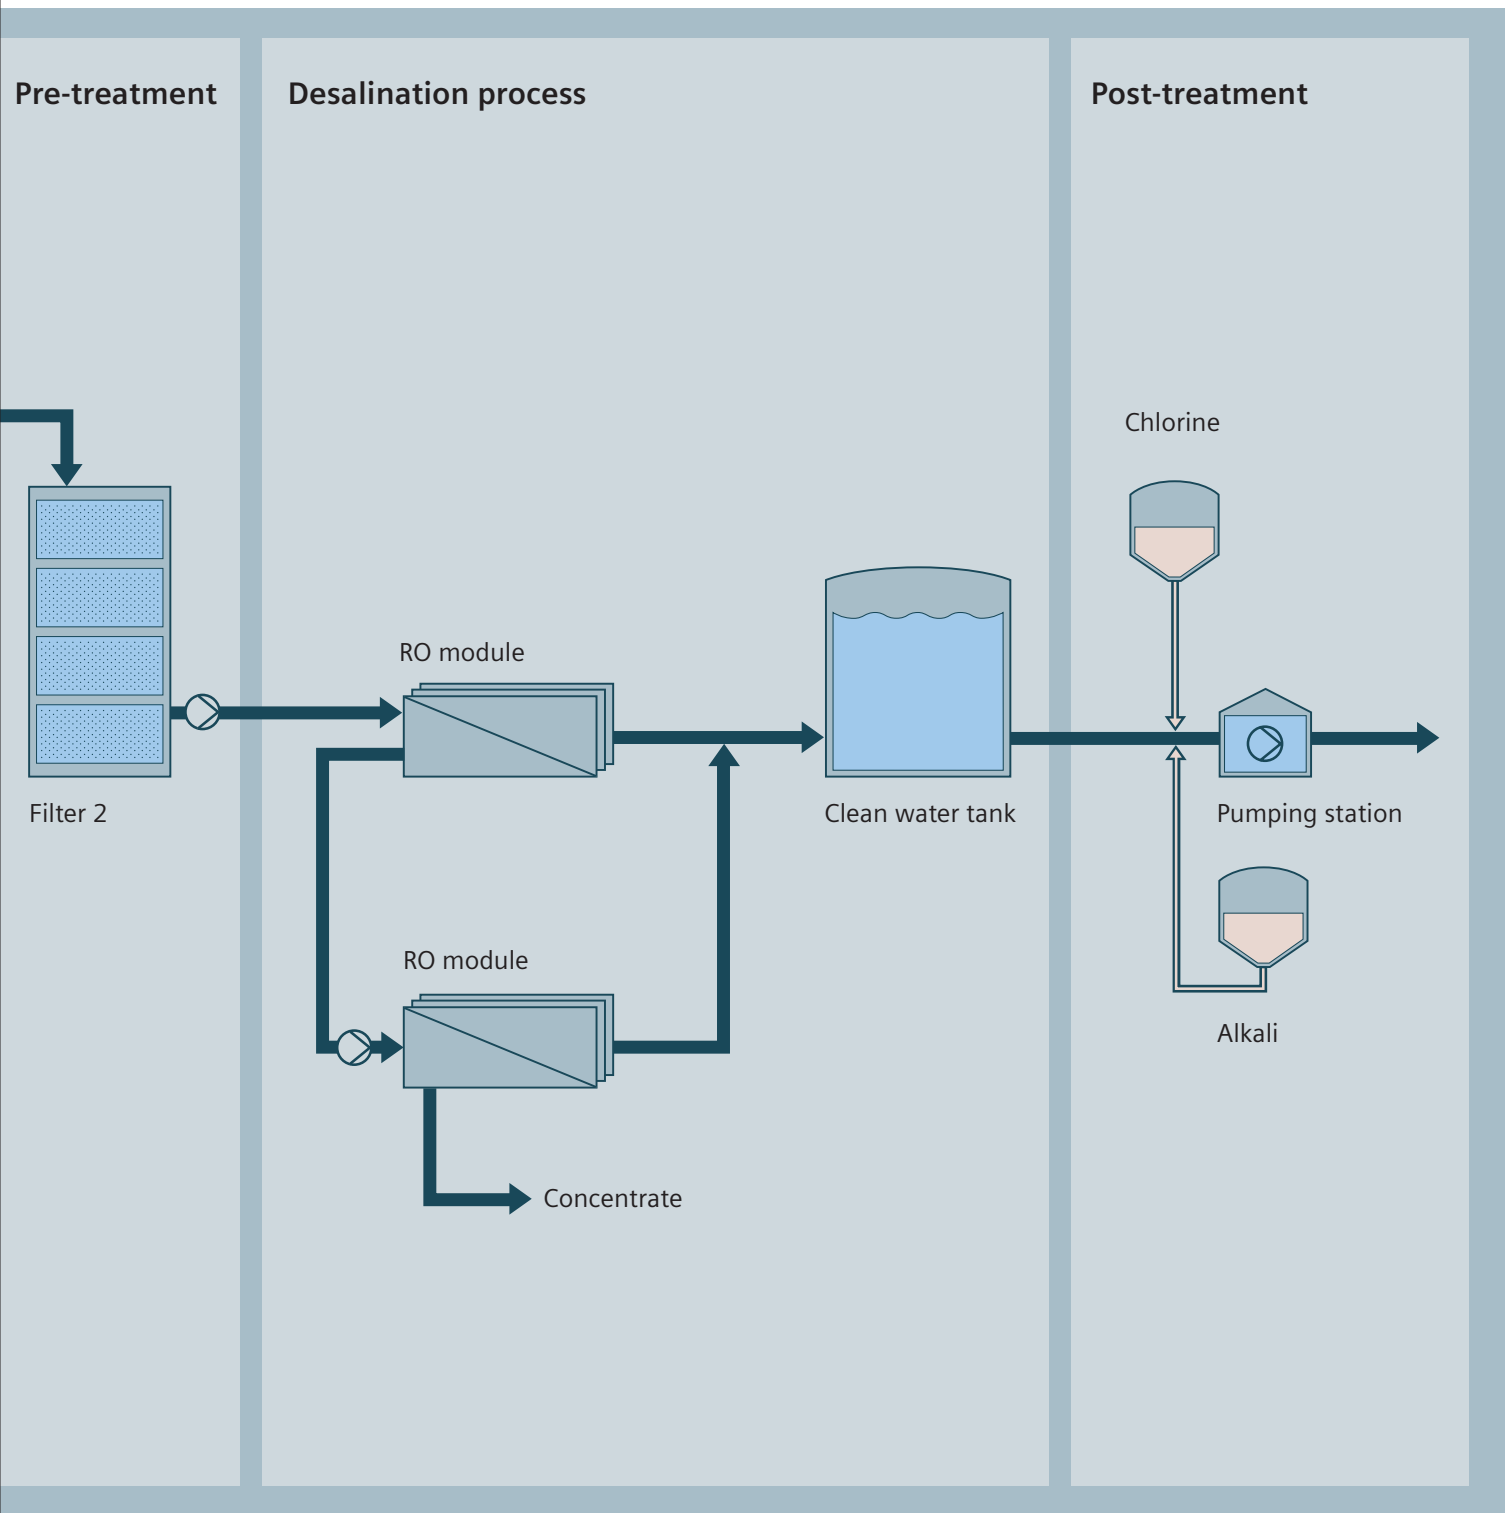 Pre-treatment
Desalination process
Post-treatment
Chlorine
RO module
Filter 2
Clean water tank
Pumping station
RO module
Alkali
Concentrate